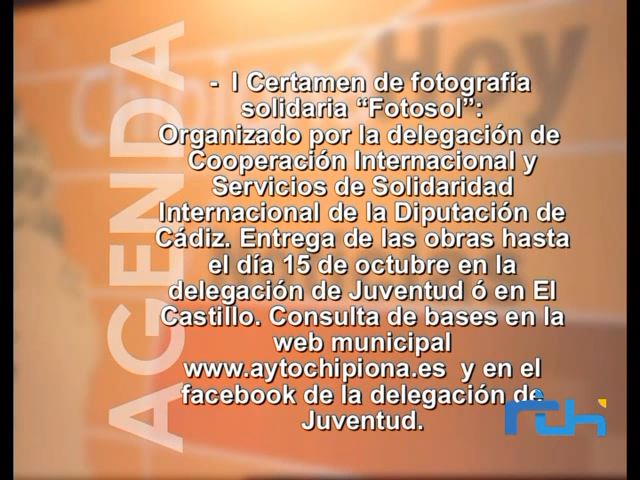 AGENDA
Chipiona Hoy
- I Certamen de fotografía
solidaria “Fotosol”:
Organizado por la delegación de
Cooperación Internacional y
Servicios de Solidaridad
Internacional de la Diputación de
Cádiz. Entrega de las obras hasta
el día 15 de octubre en la
delegación de Juventud ó en El
Castillo. Consulta de bases en la
web municipal
www.aytochipiona.es y en el
facebook de la delegación de
Juventud.
rtch